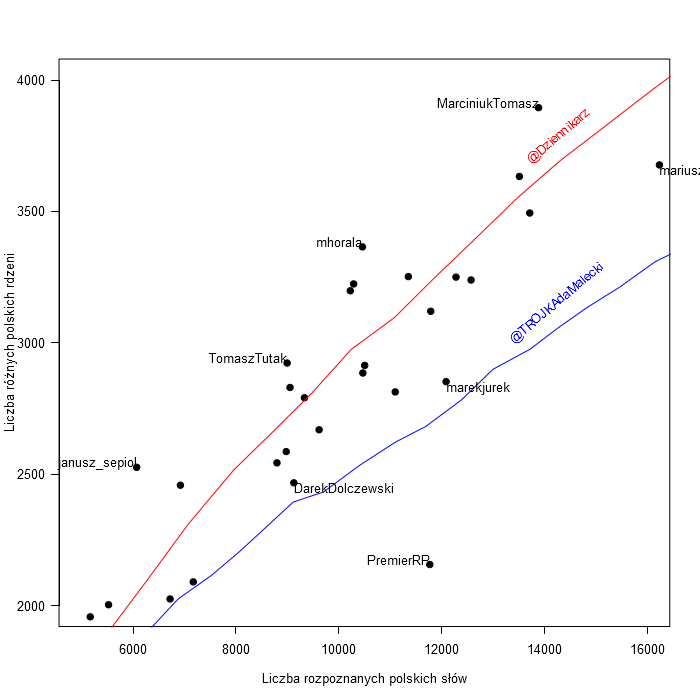 4000
MarciniukTomasz
@Dziennikarz
mariusz
3500
mhorala
@TROJKAdaMalecki
3000
TomaszTutak
marekjurek
janusz_sepiol
2500
DarekDolczewski
PremierRP
2000
Liczba różnych polskich rdzeni
6000 8000 10000 12000 14000 16000
Liczba rozpoznanych polskich słów